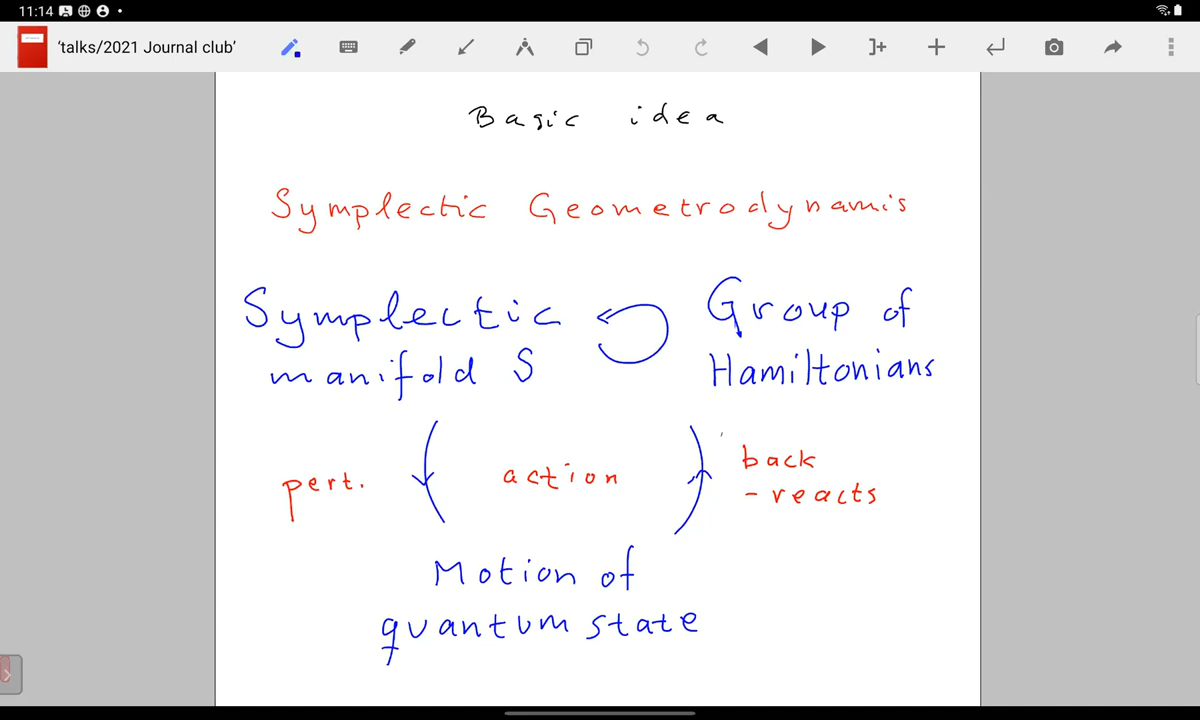 11:14
'talks/2021 Journal club'
Basic idea
Symplectic Geometrodynamis
Symplectic
manifold S
Group of
Hamiltonians
pert.
action
back
- reacts
Motion of
quantum state